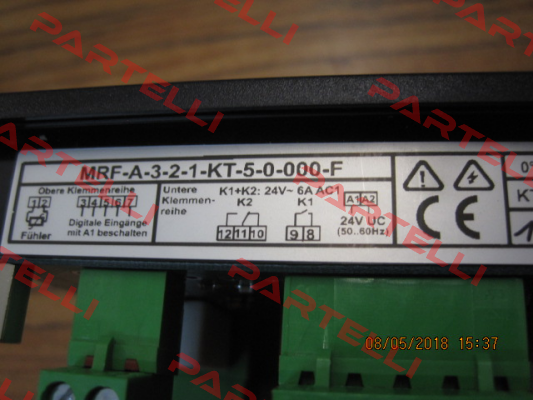 MRF-A-3-2-1-KT-5-0-000-F
Obere Klemmenreihe
1 2
3 4 5 6 7
Fühler
Digitale Eingänge
mit A1 beschalten
Untere
Klemmen-
reihe
K1+K2: 24V~ 6A AC1
K2
K1
12 11 10
9 8
A1 A2
24V UC
(50..60Hz)
CE
0°
KT
08/05/2018 15:37
PARTELLI
PARTELLI
PARTELLI
PARTELLI
PARTELLI
PARTELLI